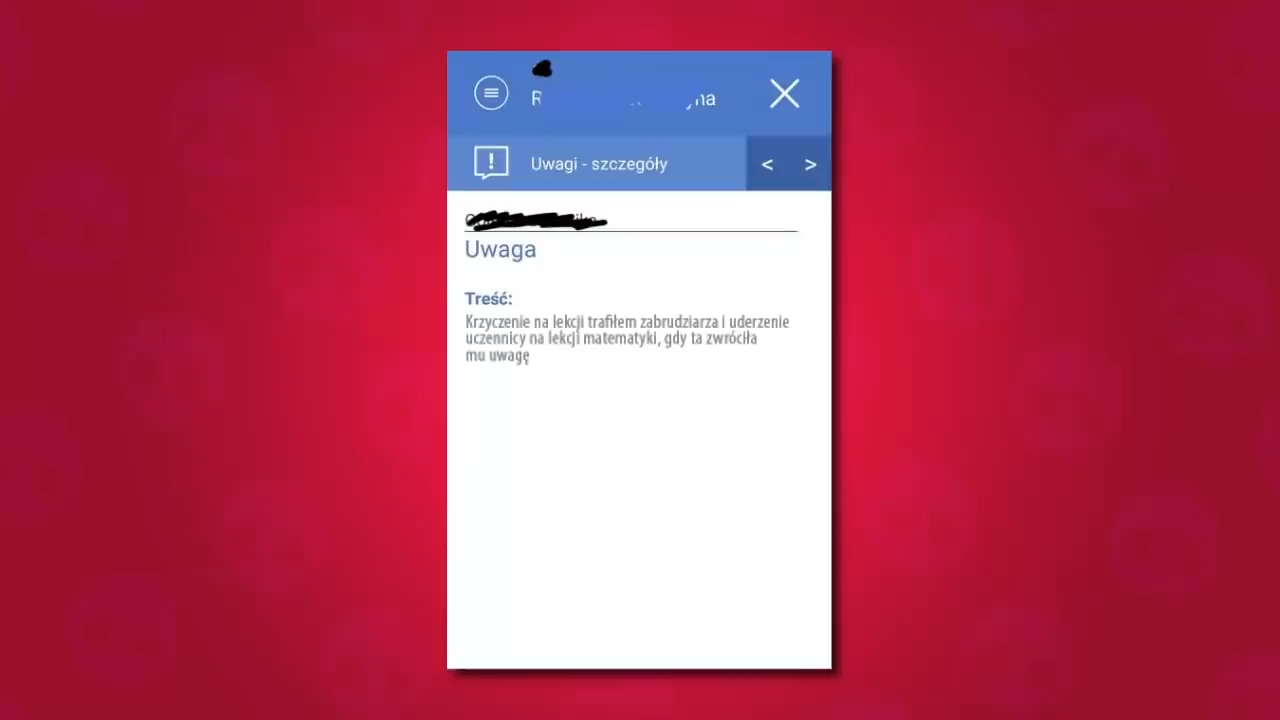 Uwagi - szczegóły
< >
Uwaga
Treść:
Krzyczenie na lekcji trafiłem zabrudziarza i uderzenie
uczennicy na lekcji matematyki, gdy ta zwróciła
mu uwagę